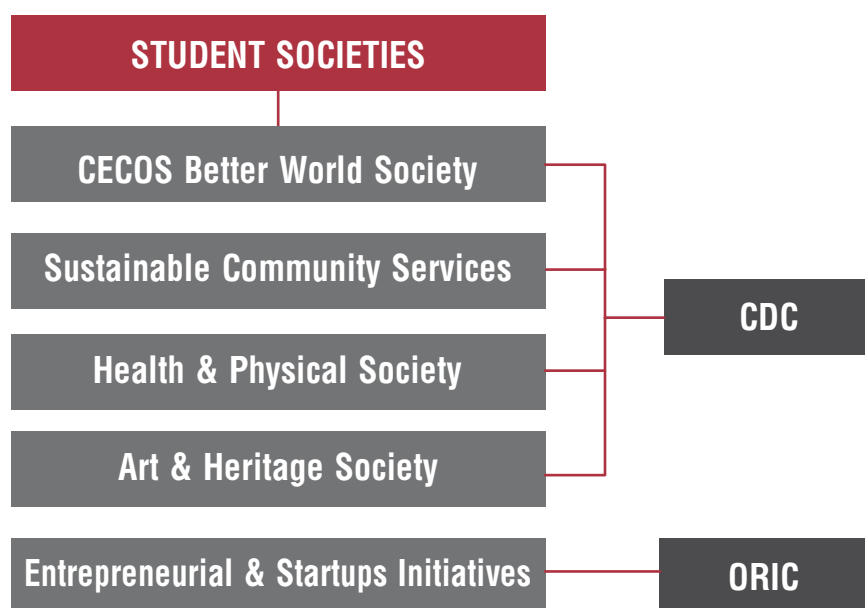 STUDENT SOCIETIES
CECOS Better World Society
Sustainable Community Services
Health & Physical Society
Art & Heritage Society
CDC
Entrepreneurial & Startups Initiatives
ORIC